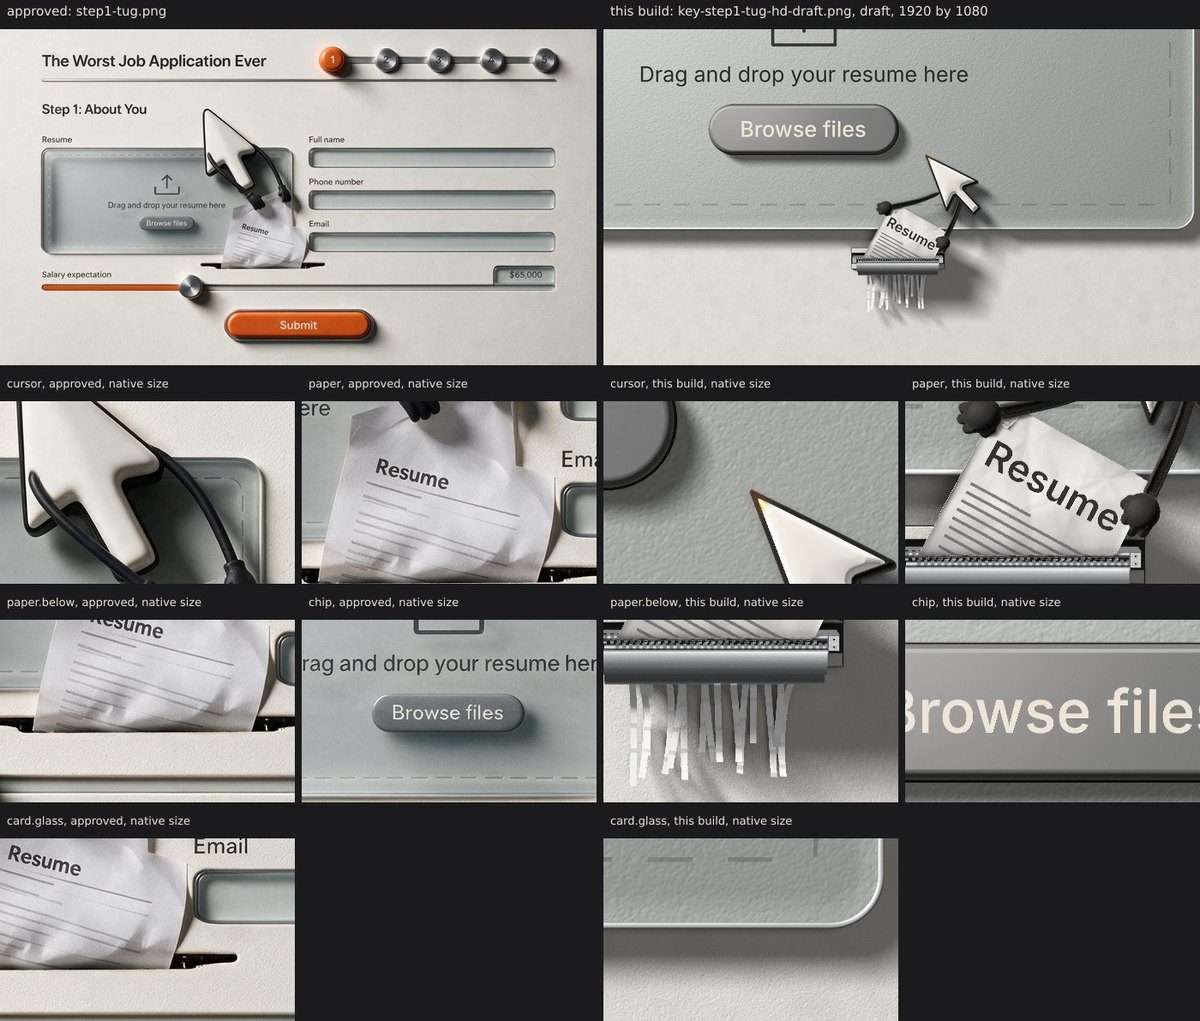 approved: step1-tug.png
this build: key-step1-tug-hd-draft.png, draft, 1920 by 1080
The Worst Job Application Ever
1
2
3
4
5
Step 1: About You
Resume
Drag and drop your resume here
Browse files
Resume
Full name
Phone number
Email
Salary expectation
$65,000
Submit
Drag and drop your resume here
Browse files
Resume
cursor, approved, native size
paper, approved, native size
cursor, this build, native size
paper, this build, native size
ere
Resume
Ema
Resume
paper.below, approved, native size
chip, approved, native size
paper.below, this build, native size
chip, this build, native size
Resume
rag and drop your resume her
Browse files
Browse files
card.glass, approved, native size
card.glass, this build, native size
Resume
Email